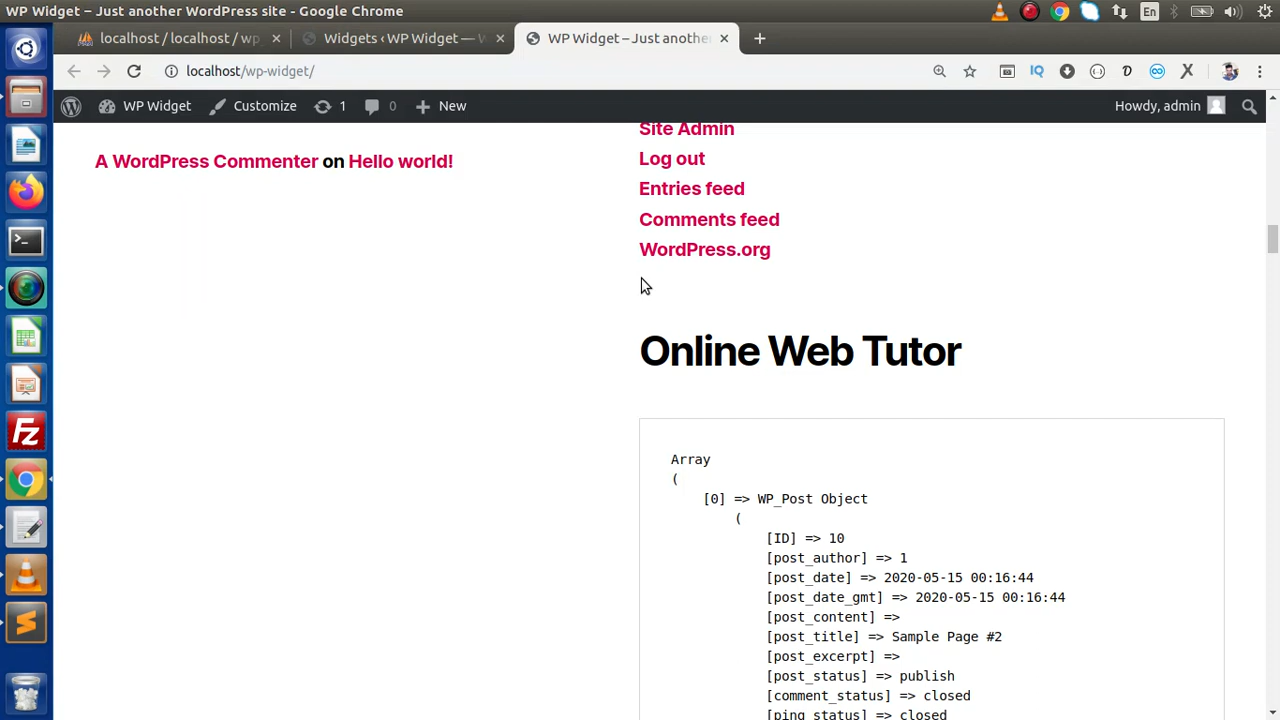 WP Widget – Just another WordPress site - Google Chrome
En
localhost / localhost / wp
Widgets ‹ WP Widget —
WP Widget – Just another
localhost/wp-widget/
WP Widget
Customize
1
0
New
Howdy, admin
Site Admin
A WordPress Commenter on Hello world!
Log out
Entries feed
Comments feed
WordPress.org
Online Web Tutor
Array
(
[0] => WP_Post Object
(
[ID] => 10
[post_author] => 1
[post_date] => 2020-05-15 00:16:44
[post_date_gmt] => 2020-05-15 00:16:44
[post_content] =>
[post_title] => Sample Page #2
[post_excerpt] =>
[post_status] => publish
[comment_status] => closed
[ping_status] => closed